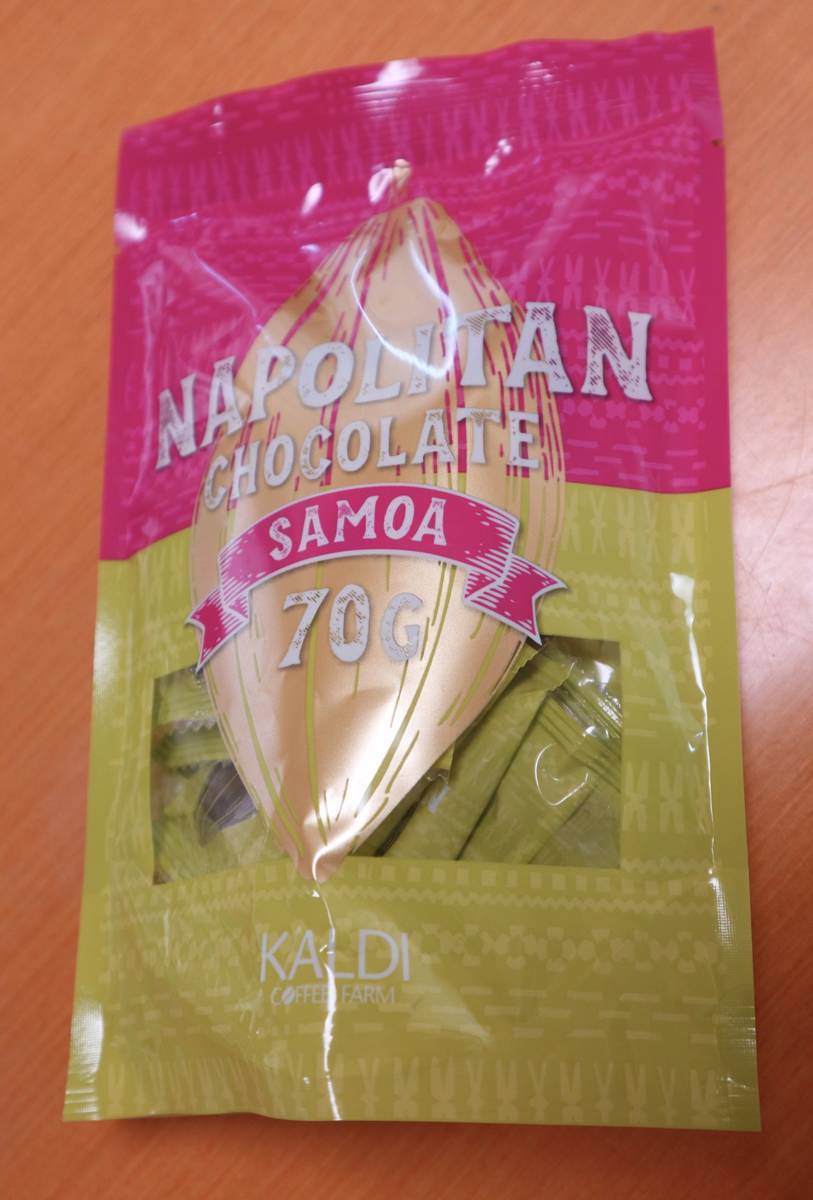 NAPOLITAN
CHOCOLATE
SAMOA
70G
KALDI
COFFEE FARM